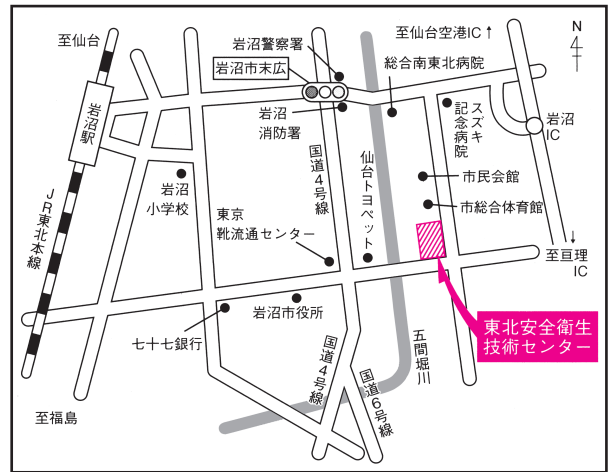 至仙台
岩沼警察署
至仙台空港IC↑
N
岩沼市末広
総合南東北病院
岩沼駅
岩沼
消防署
スズキ
記念病院
岩沼
IC
国道4号線
仙台トヨペット
市民会館
岩沼
小学校
市総合体育館
JR東北本線
東京
靴流通センター
↓
至亘理
IC
岩沼市役所
七十七銀行
東北安全衛生
技術センター
国道4号線
五間堀川
国道6号線
至福島